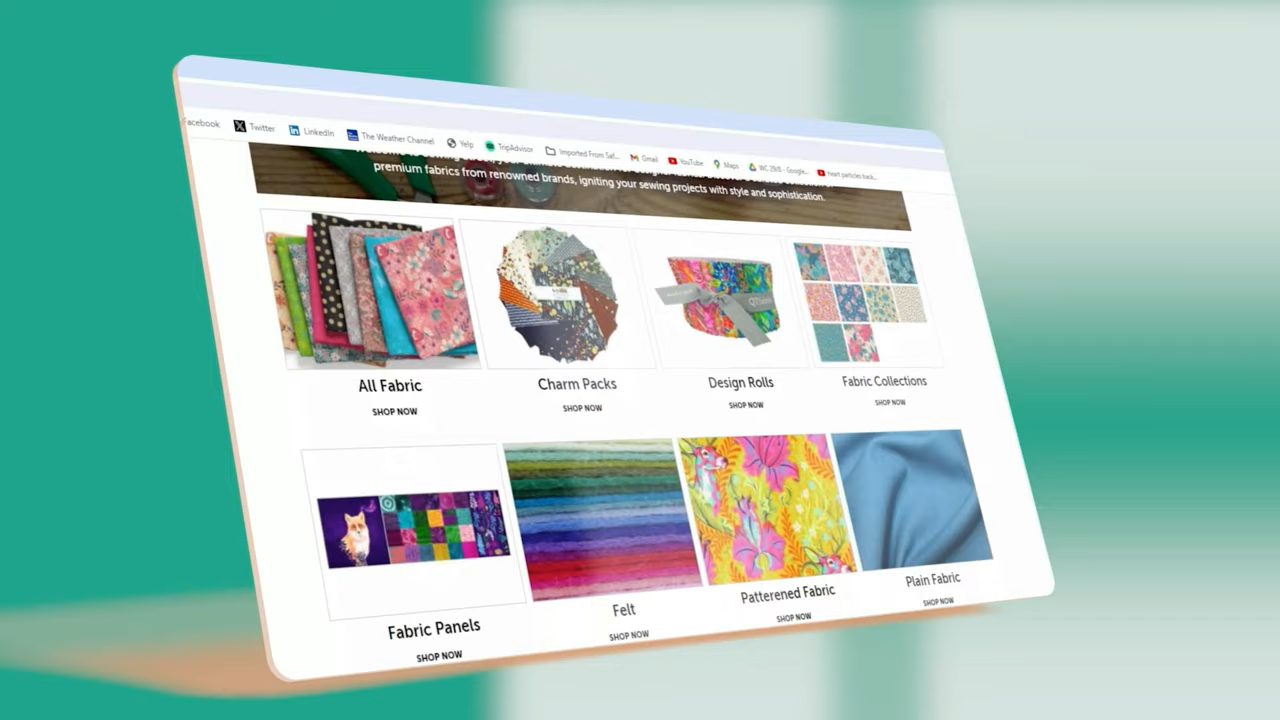 Facebook Twitter LinkedIn The Weather Channel Yelp TripAdvisor Imported From Saf... Gmail YouTube Maps WC 29/8 - Google... heart particles back...
premium fabrics from renowned brands, igniting your sewing projects with style and sophistication.
All Fabric Charm Packs Design Rolls Fabric Collections
SHOP NOW SHOP NOW SHOP NOW SHOP NOW
Fabric Panels Felt Patterened Fabric Plain Fabric
SHOP NOW SHOP NOW SHOP NOW SHOP NOW